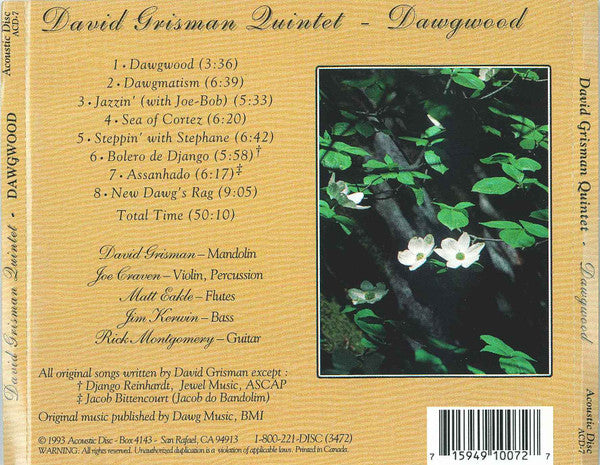 David Grisman Quintet - Dawgwood
1 • Dawgwood (3:36)
2 • Dawgmatism (6:39)
3 • Jazzin' (with Joe-Bob) (5:33)
4 • Sea of Cortez (6:20)
5 • Steppin' with Stephane (6:42)
6 • Bolero de Django (5:58)†
7 • Assanhado (6:17)‡
8 • New Dawg's Rag (9:05)
Total Time (50:10)
David Grisman – Mandolin
Joe Craven – Violin, Percussion
Matt Eakle – Flutes
Jim Kerwin – Bass
Rick Montgomery – Guitar
All original songs written by David Grisman except :
† Django Reinhardt, Jewel Music, ASCAP
‡ Jacob Bittencourt (Jacob do Bandolim)
Original music published by Dawg Music, BMI
© 1993 Acoustic Disc - Box 4143 - San Rafael, CA 94913 1-800-221-DISC (3472)
WARNING: All rights reserved. Unauthorized duplication is a violation of applicable laws. Printed in Canada.
7 15949 10072 7
David Grisman Quintet • DAWGWOOD
Acoustic Disc
ACD-7
David Grisman Quintet - Dawgwood
Acoustic Disc
ACD-7